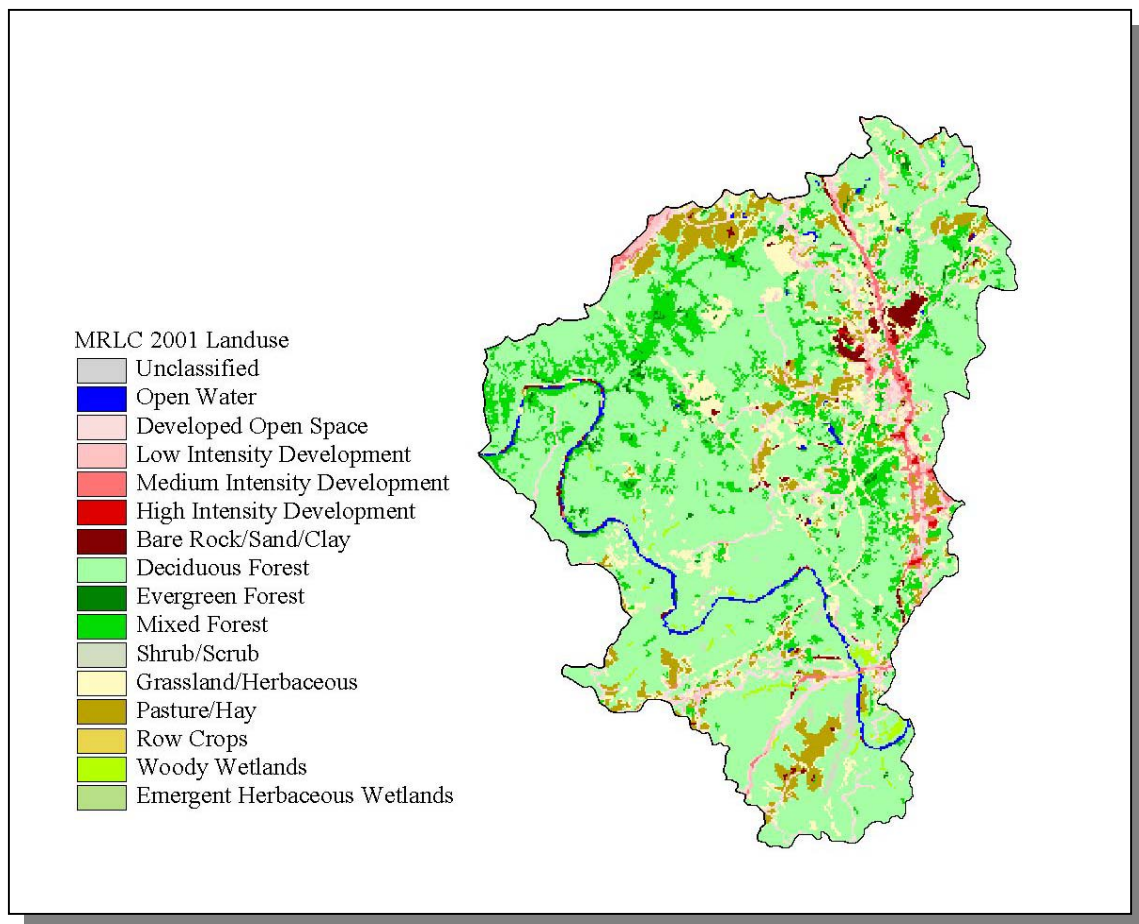 MRLC 2001 Landuse
Unclassified
Open Water
Developed Open Space
Low Intensity Development
Medium Intensity Development
High Intensity Development
Bare Rock/Sand/Clay
Deciduous Forest
Evergreen Forest
Mixed Forest
Shrub/Scrub
Grassland/Herbaceous
Pasture/Hay
Row Crops
Woody Wetlands
Emergent Herbaceous Wetlands